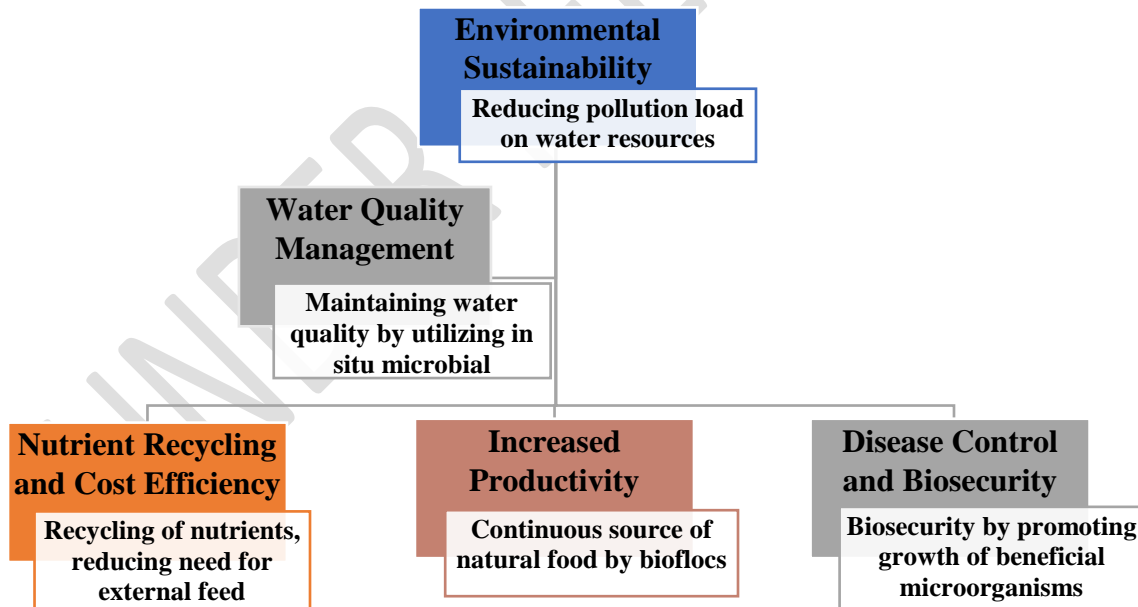 Environmental
Sustainability
Reducing pollution load
on water resources
Water Quality
Management
Maintaining water
quality by utilizing in
situ microbial
Nutrient Recycling
and Cost Efficiency
Recycling of nutrients,
reducing need for
external feed
Increased
Productivity
Continuous source of
natural food by bioflocs
Disease Control
and Biosecurity
Biosecurity by promoting
growth of beneficial
microorganisms